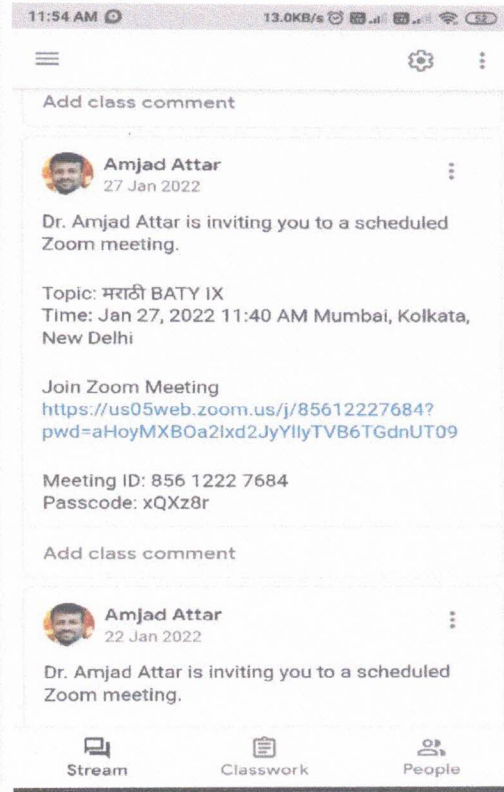 11:54 AM 13.0KB/s 52
Add class comment
Amjad Attar
27 Jan 2022
Dr. Amjad Attar is inviting you to a scheduled
Zoom meeting.
Topic: मराठी BATY IX
Time: Jan 27, 2022 11:40 AM Mumbai, Kolkata,
New Delhi
Join Zoom Meeting
https://us05web.zoom.us/j/85612227684?
pwd=aHoyMXBOa2lxd2JyYllyTVB6TGdnUT09
Meeting ID: 856 1222 7684
Passcode: xQXz8r
Add class comment
Amjad Attar
22 Jan 2022
Dr. Amjad Attar is inviting you to a scheduled
Zoom meeting.
Stream Classwork People